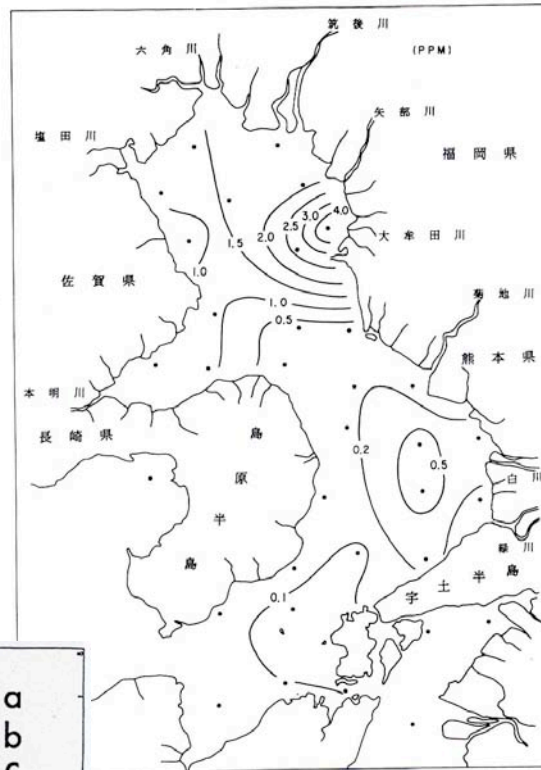 筑後川
六角川
(PPM)
矢部川
塩田川
福岡県
3.0
4.0
2.5
2.0
大牟田川
1.5
1.0
佐賀県
菊地川
1.0
0.5
熊本県
本明川
長崎県
島原半島
0.2
0.5
白川
緑川
宇土半島
0.1
a
b